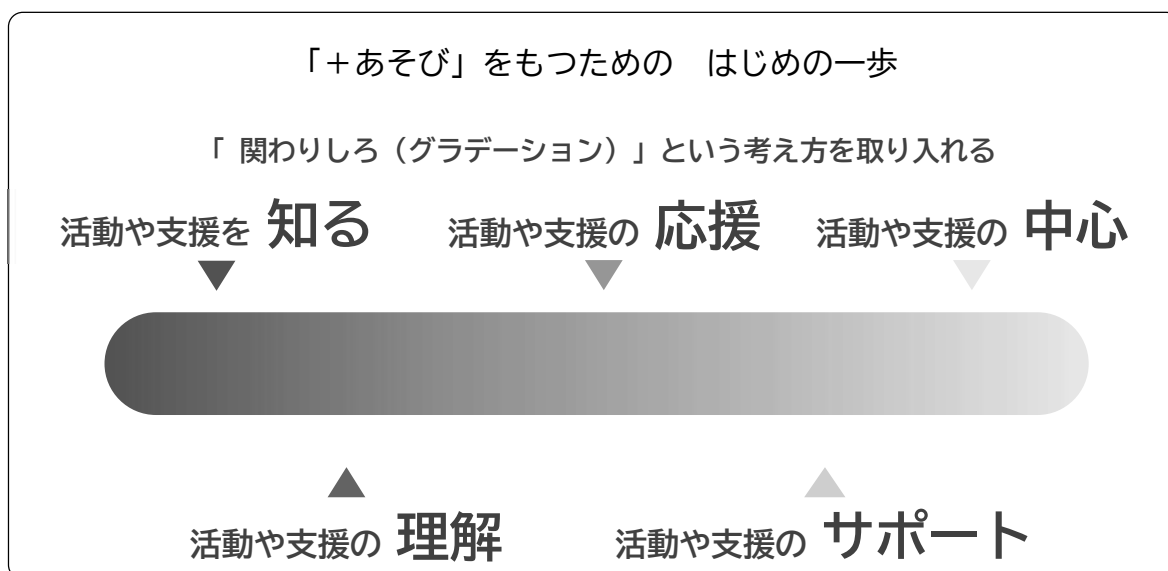 「＋あそび」をもつための　はじめの一歩
「 関わりしろ（グラデーション）」という考え方を取り入れる
活動や支援を 知る
活動や支援の 応援
活動や支援の 中心
活動や支援の 理解
活動や支援の サポート